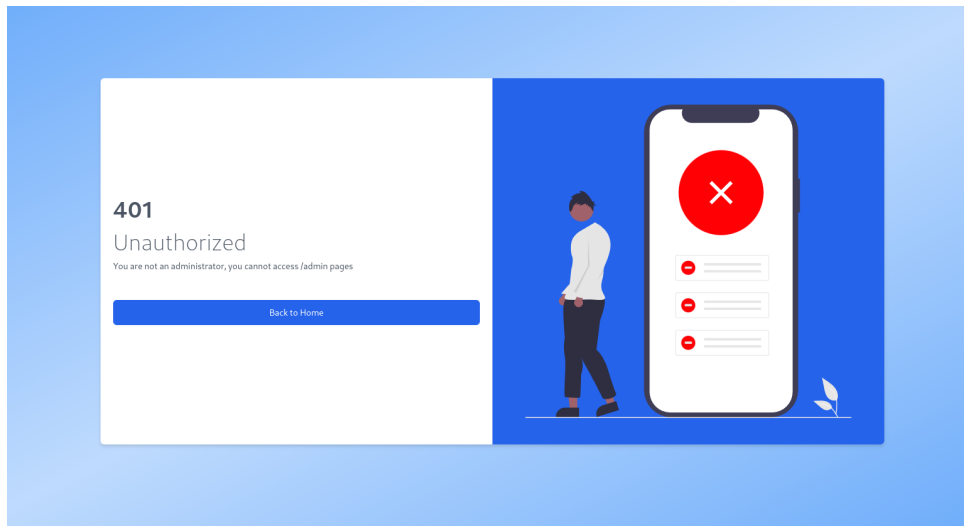 401
Unauthorized
You are not an administrator, you cannot access /admin pages
Back to Home